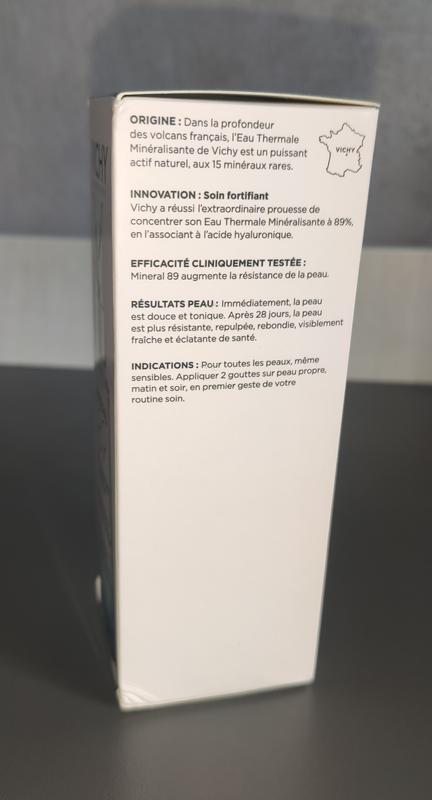 ORIGINE : Dans la profondeur
des volcans français, l'Eau Thermale
Minéralisante de Vichy est un puissant
actif naturel, aux 15 minéraux rares.
VICHY
INNOVATION : Soin fortifiant
Vichy a réussi l'extraordinaire prouesse de
concentrer son Eau Thermale Minéralisante à 89%,
en l'associant à l'acide hyaluronique.
EFFICACITÉ CLINIQUEMENT TESTÉE :
Mineral 89 augmente la résistance de la peau.
RÉSULTATS PEAU : Immédiatement, la peau
est douce et tonique. Après 28 jours, la peau
est plus résistante, repulpée, rebondie, visiblement
fraîche et éclatante de santé.
INDICATIONS : Pour toutes les peaux, même
sensibles. Appliquer 2 gouttes sur peau propre,
matin et soir, en premier geste de votre
routine soin.